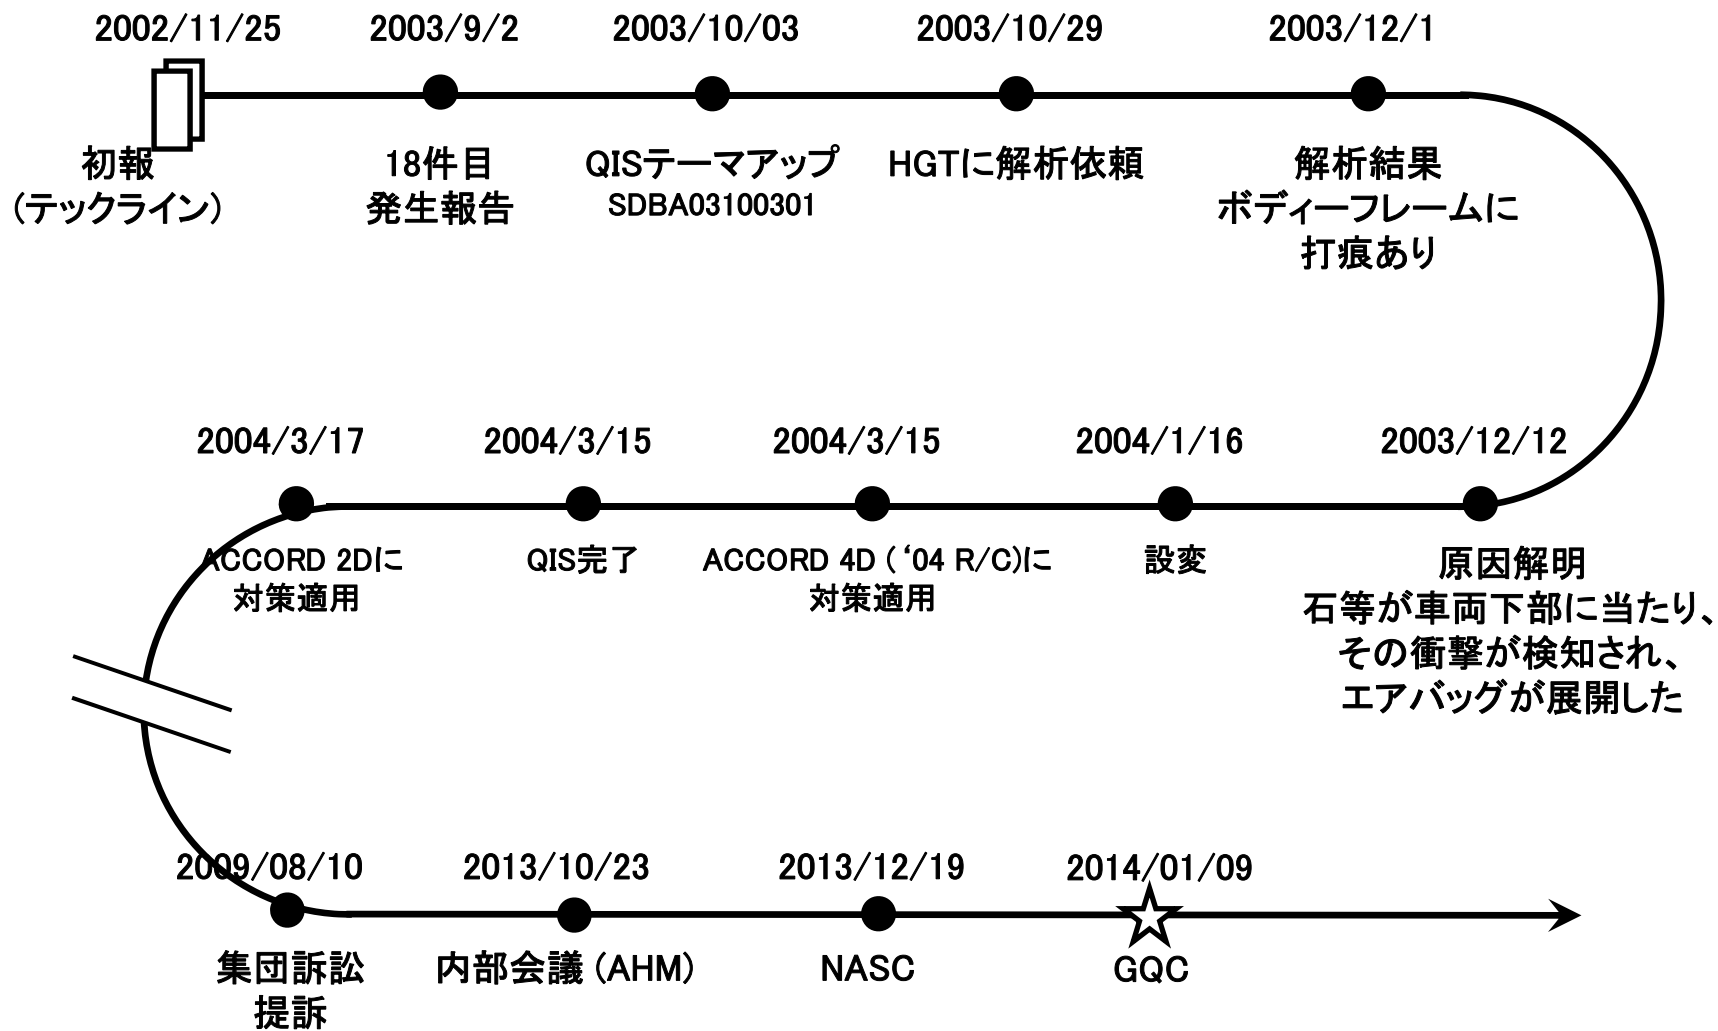 2002/11/25
初報
(テックライン)
2003/9/2
18件目
発生報告
2003/10/03
QISテーマアップ
SDBA03100301
2003/10/29
HGTに解析依頼
2003/12/1
解析結果
ボディーフレームに
打痕あり
2003/12/12
原因解明
石等が車両下部に当たり、
その衝撃が検知され、
エアバッグが展開した
2004/1/16
設変
2004/3/15
ACCORD 4D (‘04 R/C)に
対策適用
2004/3/15
QIS完了
2004/3/17
ACCORD 2Dに
対策適用
2009/08/10
集団訴訟
提訴
2013/10/23
内部会議 (AHM)
2013/12/19
NASC
2014/01/09
GQC